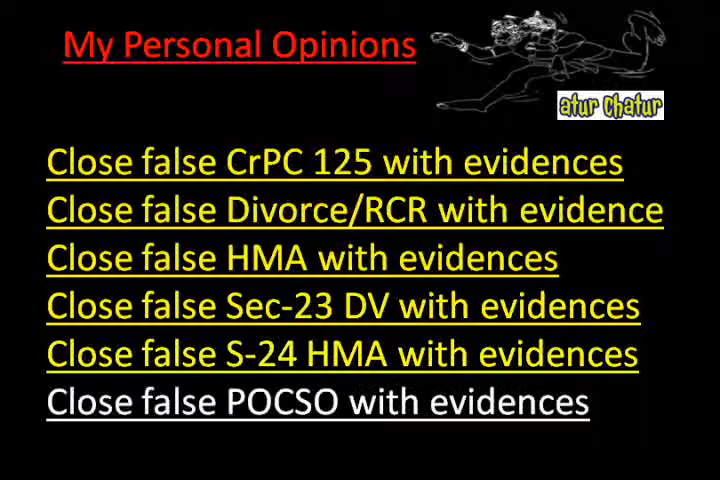 My Personal Opinions
atur Chatur
Close false CrPC 125 with evidences
Close false Divorce/RCR with evidence
Close false HMA with evidences
Close false Sec-23 DV with evidences
Close false S-24 HMA with evidences
Close false POCSO with evidences